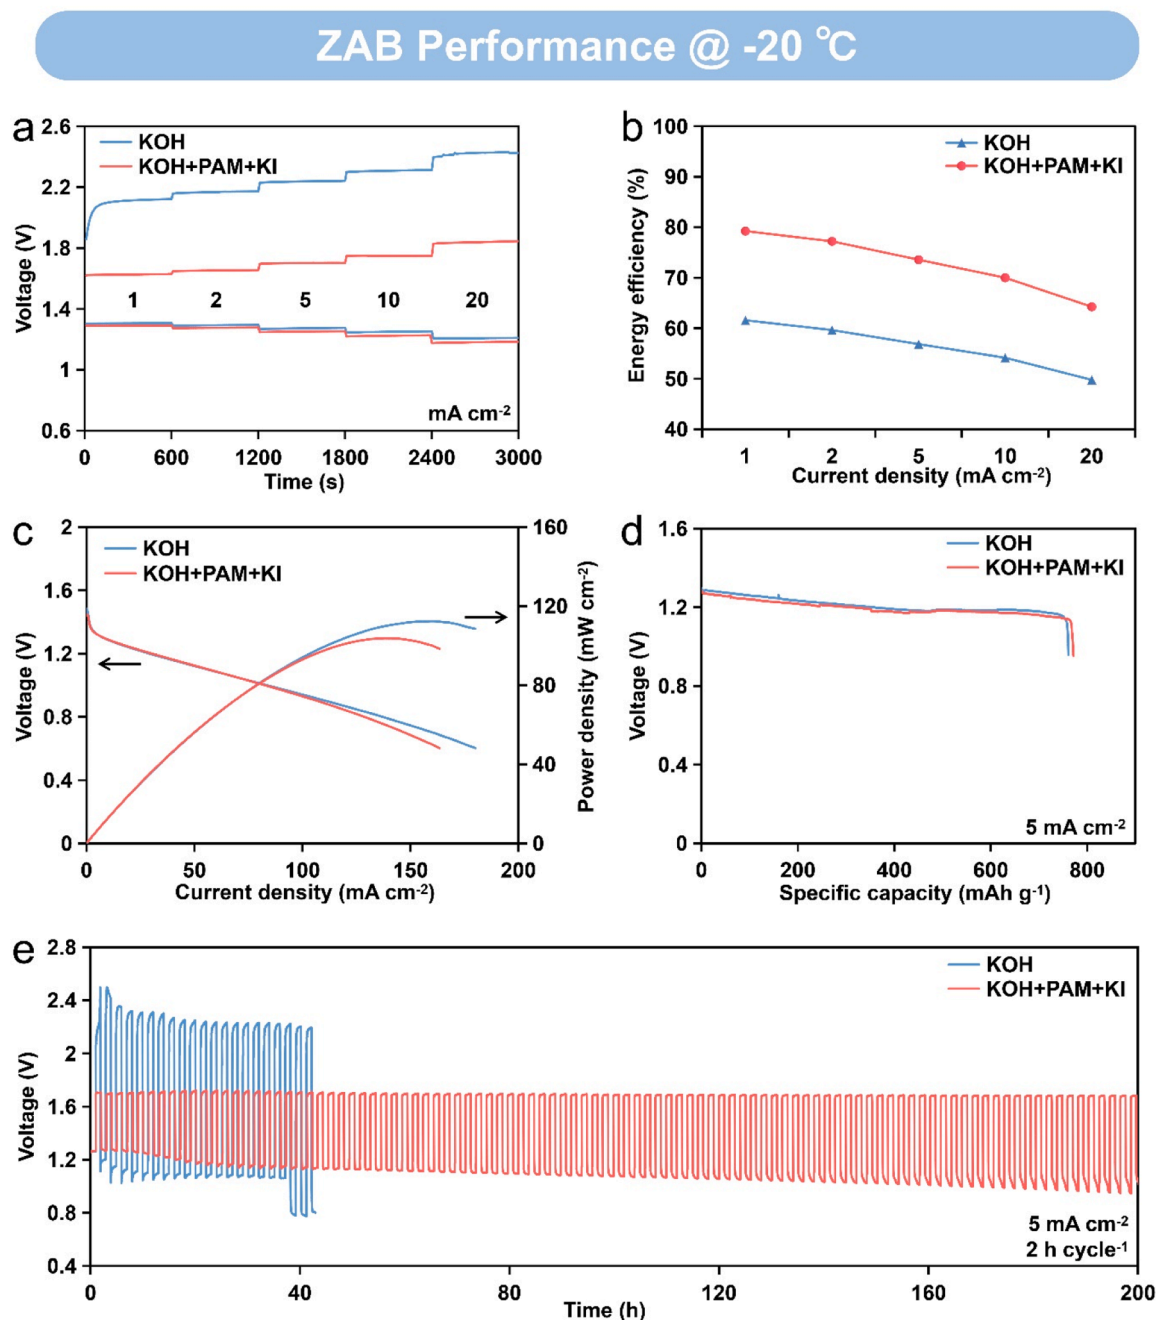 ZAB Performance @ -20 ℃
a
2.6
2.2
1.8
1.4
1
0.6
Voltage (V)
KOH
KOH+PAM+KI
1 2 5 10 20
mA cm-2
0 600 1200 1800 2400 3000
Time (s)
b
100
90
80
70
60
50
40
Energy efficiency (%)
KOH
KOH+PAM+KI
1 2 5 10 20
Current density (mA cm-2)
c
2
1.6
1.2
0.8
0.4
0
Voltage (V)
KOH
KOH+PAM+KI
160
120
80
40
0
Power density (mW cm-2)
0 50 100 150 200
Current density (mA cm-2)
d
1.6
1.2
0.8
0.4
0
Voltage (V)
KOH
KOH+PAM+KI
5 mA cm-2
0 200 400 600 800
Specific capacity (mAh g-1)
e
2.8
2.4
2
1.6
1.2
0.8
0.4
Voltage (V)
KOH
KOH+PAM+KI
5 mA cm-2
2 h cycle-1
0 40 80 120 160 200
Time (h)